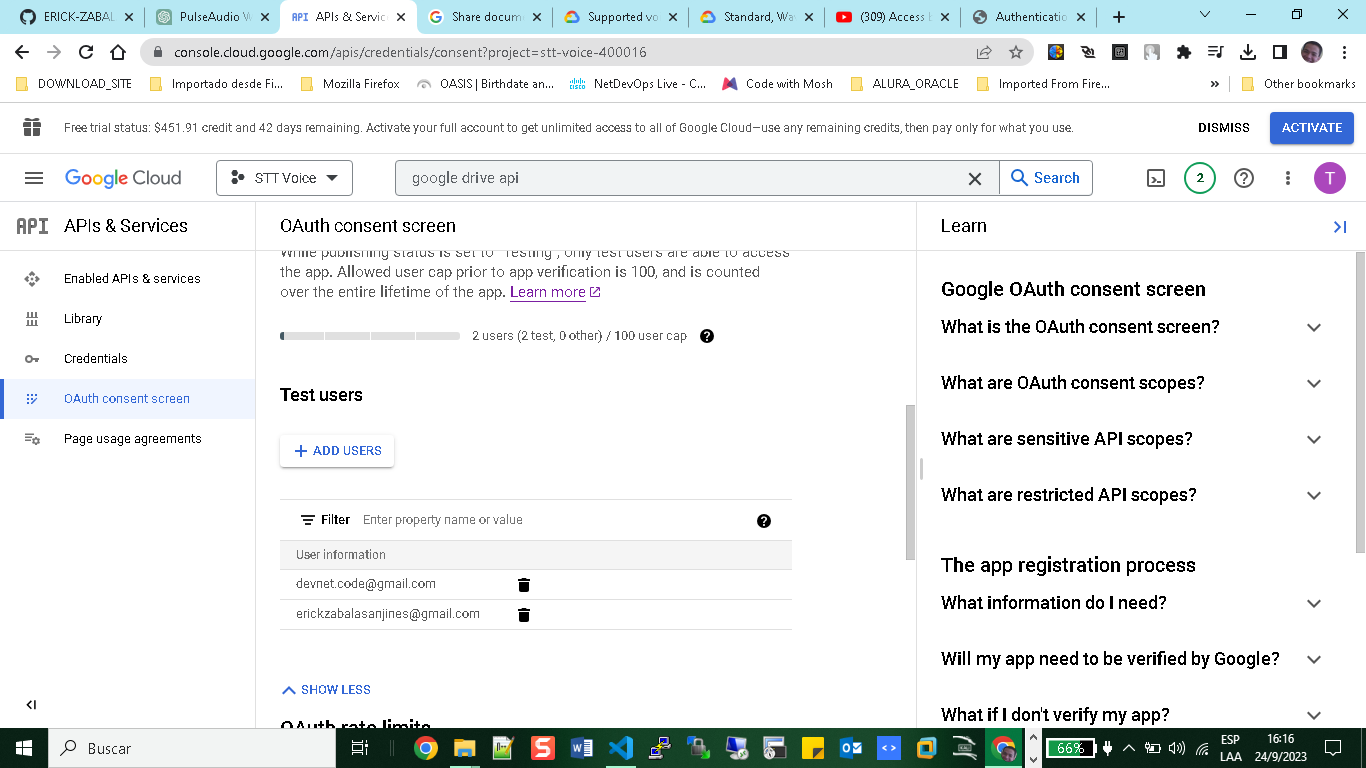 ERICK-ZABAL
PulseAudio V
APIs & Servic
Share docum
Supported vo
Standard, Wa
(309) Access L
Authenticatio
console.cloud.google.com/apis/credentials/consent?project=stt-voice-400016
DOWNLOAD_SITE
Importado desde Fi...
Mozilla Firefox
OASIS | Birthdate an...
NetDevOps Live - C...
Code with Mosh
ALURA_ORACLE
Imported From Fire...
»
Other bookmarks
Free trial status: $451.91 credit and 42 days remaining. Activate your full account to get unlimited access to all of Google Cloud—use any remaining credits, then pay only for what you use.
DISMISS
ACTIVATE
Google Cloud
STT Voice
google drive api
Search
2
T
API
APIs & Services
OAuth consent screen
Learn
Enabled APIs & services
Library
Credentials
OAuth consent screen
Page usage agreements
While publishing status is set to "Testing", only test users are able to access
the app. Allowed user cap prior to app verification is 100, and is counted
over the entire lifetime of the app. Learn more
2 users (2 test, 0 other) / 100 user cap
Test users
+ ADD USERS
Filter Enter property name or value
User information
devnet.code@gmail.com
erickzabalasanjines@gmail.com
SHOW LESS
OAuth rate limits
Google OAuth consent screen
What is the OAuth consent screen?
What are OAuth consent scopes?
What are sensitive API scopes?
What are restricted API scopes?
The app registration process
What information do I need?
Will my app need to be verified by Google?
What if I don't verify my app?
Buscar
66%
ESP
LAA
16:16
24/9/2023